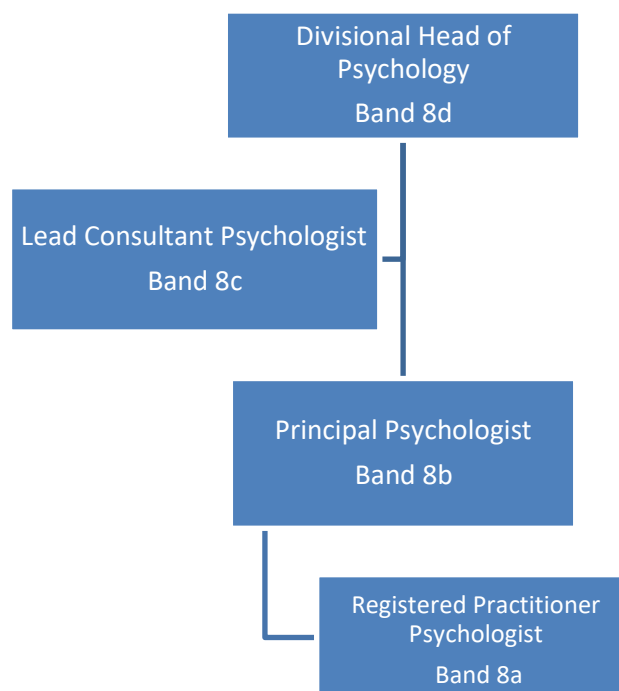 Divisional Head of
Psychology
Band 8d
Lead Consultant Psychologist
Band 8c
Principal Psychologist
Band 8b
Registered Practitioner
Psychologist
Band 8a